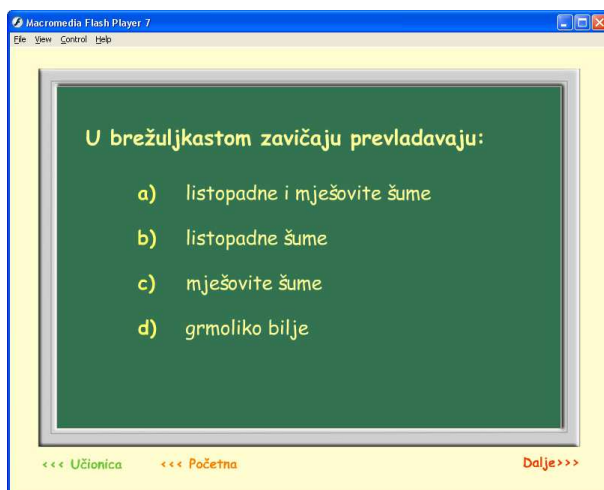 Macromedia Flash Player 7
File View Control Help
U brežuljkastom zavičaju prevladavaju:
a) listopadne i mješovite šume
b) listopadne šume
c) mješovite šume
d) grmoliko bilje
<<< Učionica <<< Početna Dalje>>>